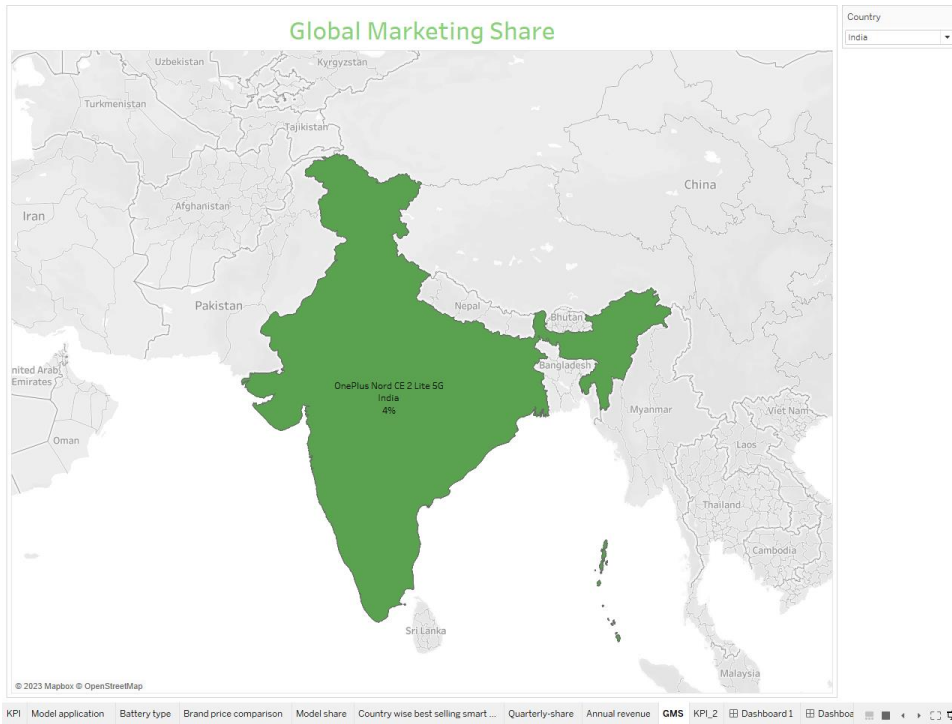 Global Marketing Share
Country
India
Uzbekistan
Kyrgyzstan
Turkmenistan
Tajikistan
China
Afghanistan
Iran
Pakistan
Nepal
Bhutan
Bangladesh
nited Arab
Emirates
OnePlus Nord CE 2 Lite 5G
India
4%
Myanmar
Viet Nam
Oman
Laos
Thailand
Cambodia
Sri Lanka
Malaysia
© 2023 Mapbox © OpenStreetMap
KPI Model application Battery type Brand price comparison Model share Country wise best selling smart ... Quarterly-share Annual revenue GMS KPI_2 Dashboard 1 Dashboa